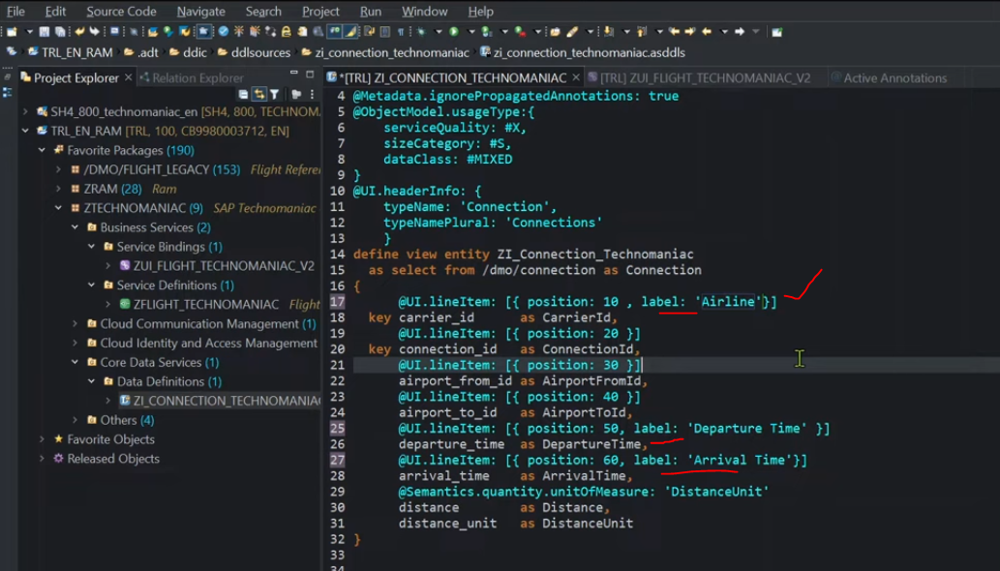 File Edit Source Code Navigate Search Project Run Window Help
TRL_EN_RAM .adt ddic ddlsources zi_connection_technomaniac ZI_CONNECTION_TECHNOMANIAC.asddls
Project Explorer Relation Explorer
SH4_800_technomaniac_en [SH4, 800, TECHNOM
TRL_EN_RAM [TRL, 100, CB9980003712, EN]
Favorite Packages (190)
/DMO/FLIGHT_LEGACY (153) Flight Refere
ZRAM (28) Ram
ZTECHNOMANIAC (9) SAP Technomaniac
Business Services (2)
Service Bindings (1)
ZUI_FLIGHT_TECHNOMANIAC_V2
Service Definitions (1)
ZFLIGHT_TECHNOMANIAC Flight
Cloud Communication Management (1)
Cloud Identity and Access Management
Core Data Services (1)
Data Definitions (1)
ZI_CONNECTION_TECHNOMANIA
Others (4)
Favorite Objects
Released Objects
*[TRL] ZI_CONNECTION_TECHNOMANIAC [TRL] ZUI_FLIGHT_TECHNOMANIAC_V2 Active Annotations
4 @Metadata.ignorePropagatedAnnotations: true
5 @ObjectModel.usageType:{
6 serviceQuality: #X,
7 sizeCategory: #S,
8 dataClass: #MIXED
9 }
10 @UI.headerInfo: {
11 typeName: 'Connection',
12 typeNamePlural: 'Connections'
13 }
14 define view entity ZI_Connection_Technomaniac
15 as select from /dmo/connection as Connection
16 {
17 @UI.lineItem: [{ position: 10 , label: 'Airline'}]
18 key carrier_id as CarrierId,
19 @UI.lineItem: [{ position: 20 }]
20 key connection_id as ConnectionId,
21 @UI.lineItem: [{ position: 30 }]
22 airport_from_id as AirportFromId,
23 @UI.lineItem: [{ position: 40 }]
24 airport_to_id as AirportToId,
25 @UI.lineItem: [{ position: 50, label: 'Departure Time' }]
26 departure_time as DepartureTime,
27 @UI.lineItem: [{ position: 60, label: 'Arrival Time'}]
28 arrival_time as ArrivalTime,
29 @Semantics.quantity.unitOfMeasure: 'DistanceUnit'
30 distance as Distance,
31 distance_unit as DistanceUnit
32 }
33